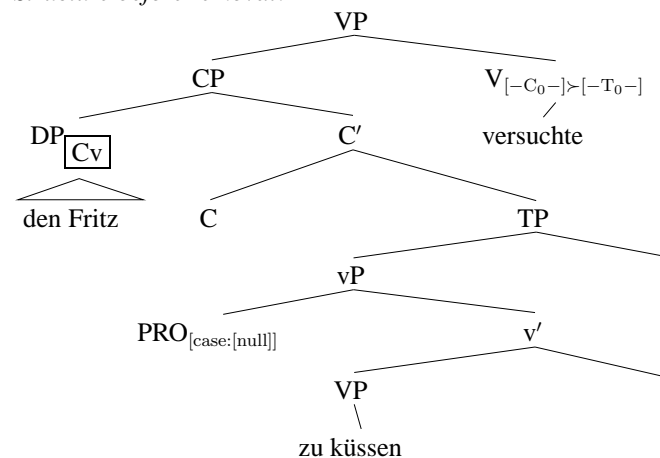 VP
CP V[−C₀−]≻[−T₀−]
DP Cv C′ versuchte
den Fritz C TP
vP
PRO[case:[null]] v′
VP
zu küssen